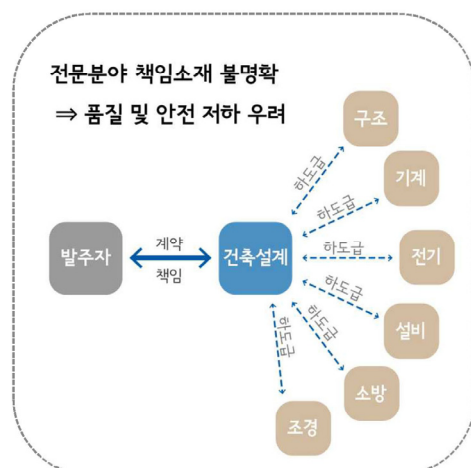 전문분야 책임소재 불명확
⇒ 품질 및 안전 저하 우려
구조
하도급
기계
하도급
발주자
계약
책임
건축설계
하도급
전기
하도급
설비
하도급
소방
하도급
조경